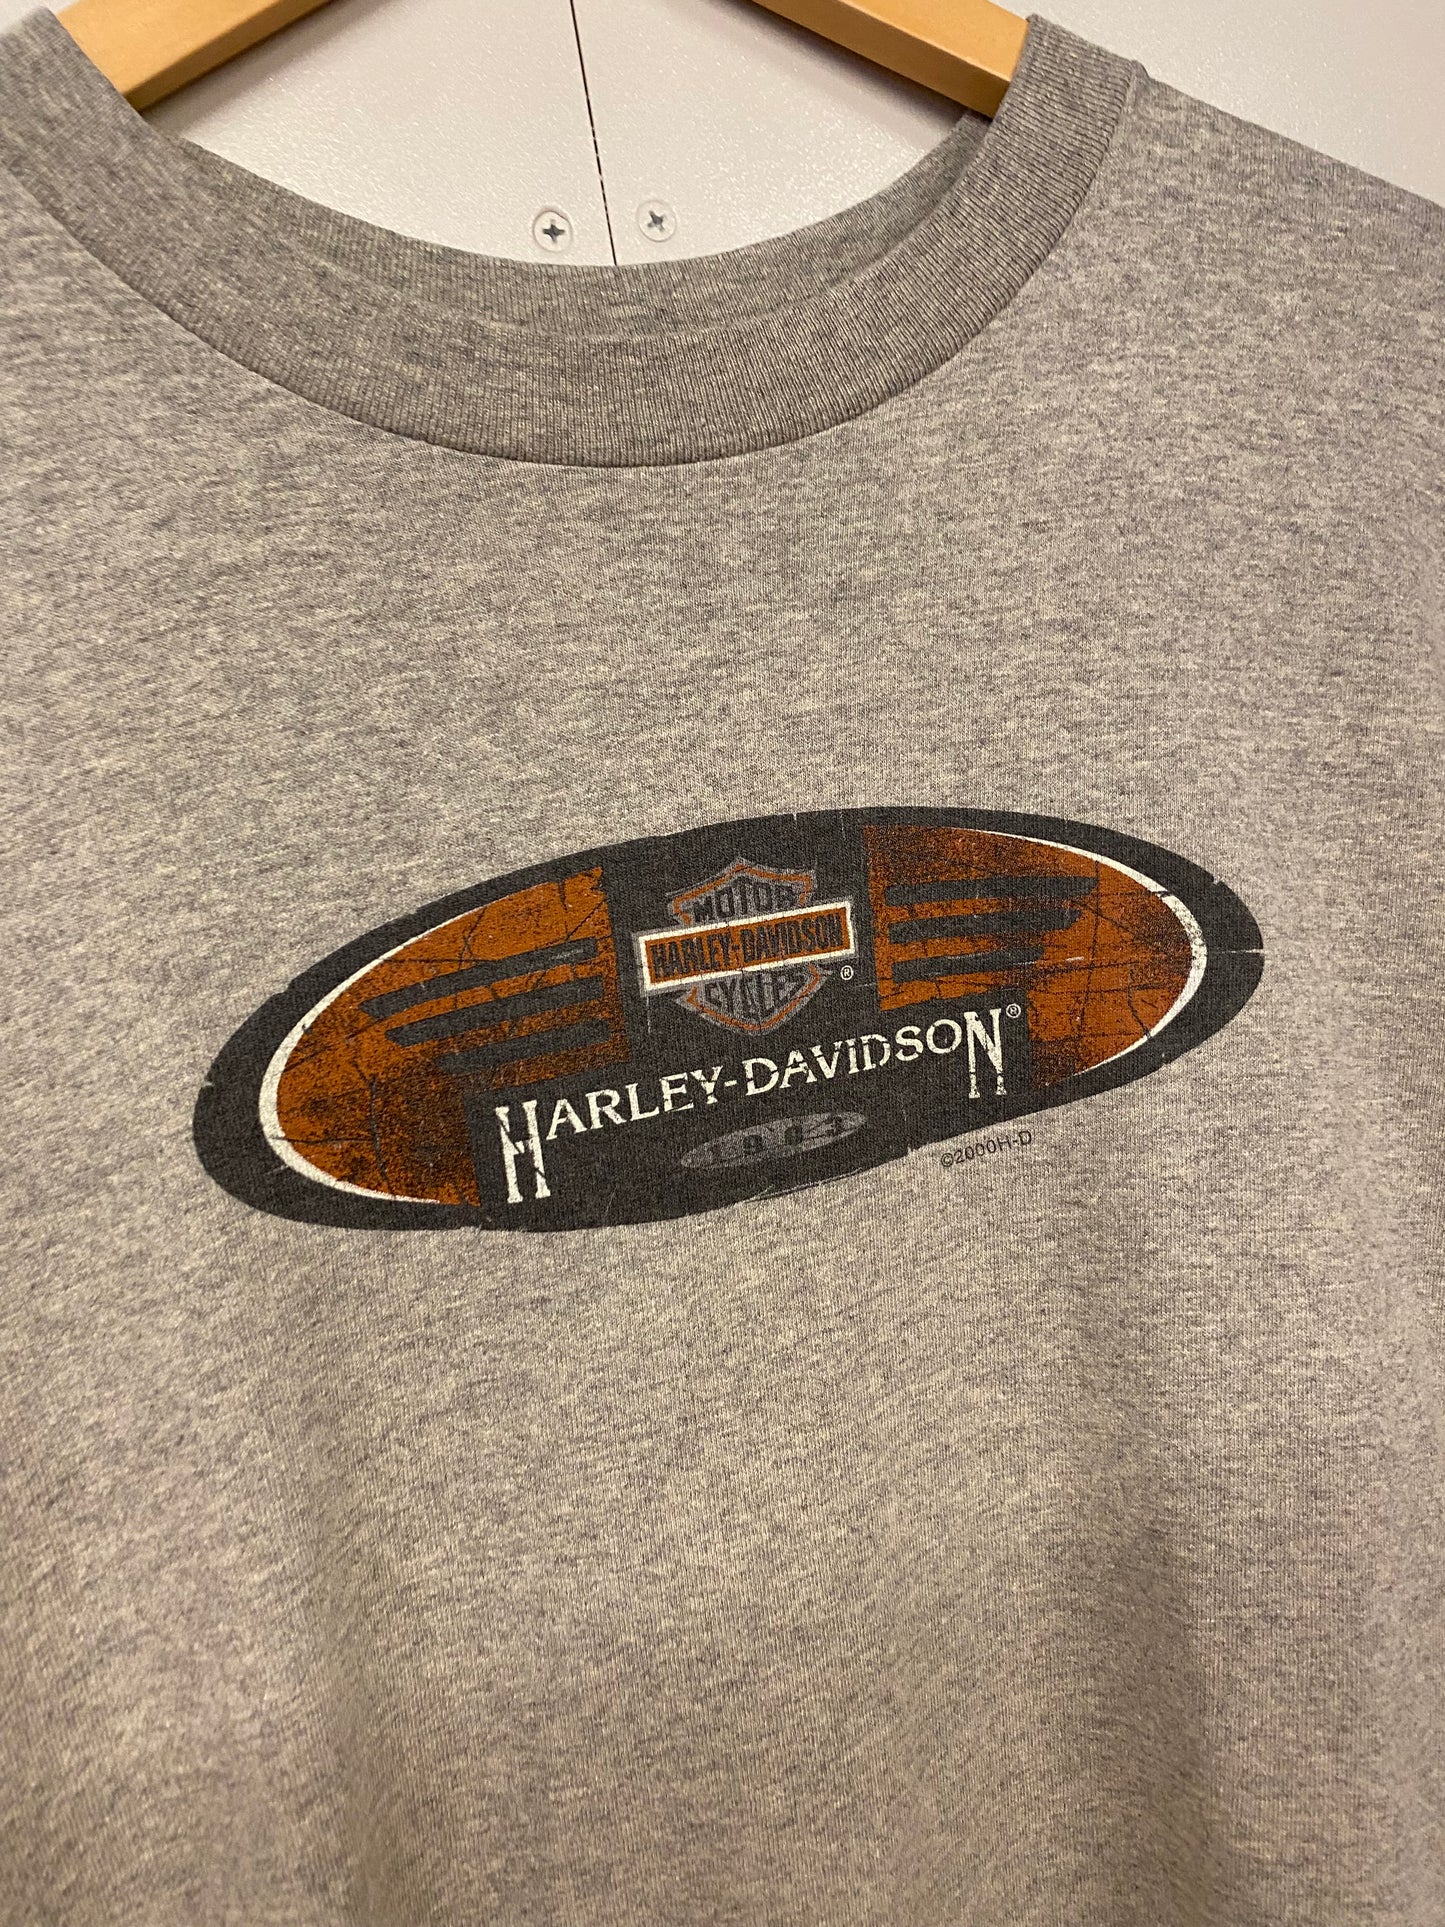 MOTOR
HARLEY-DAVIDSON
CYCLES
®
HARLEY-DAVIDSON®
1903
©2000H-D